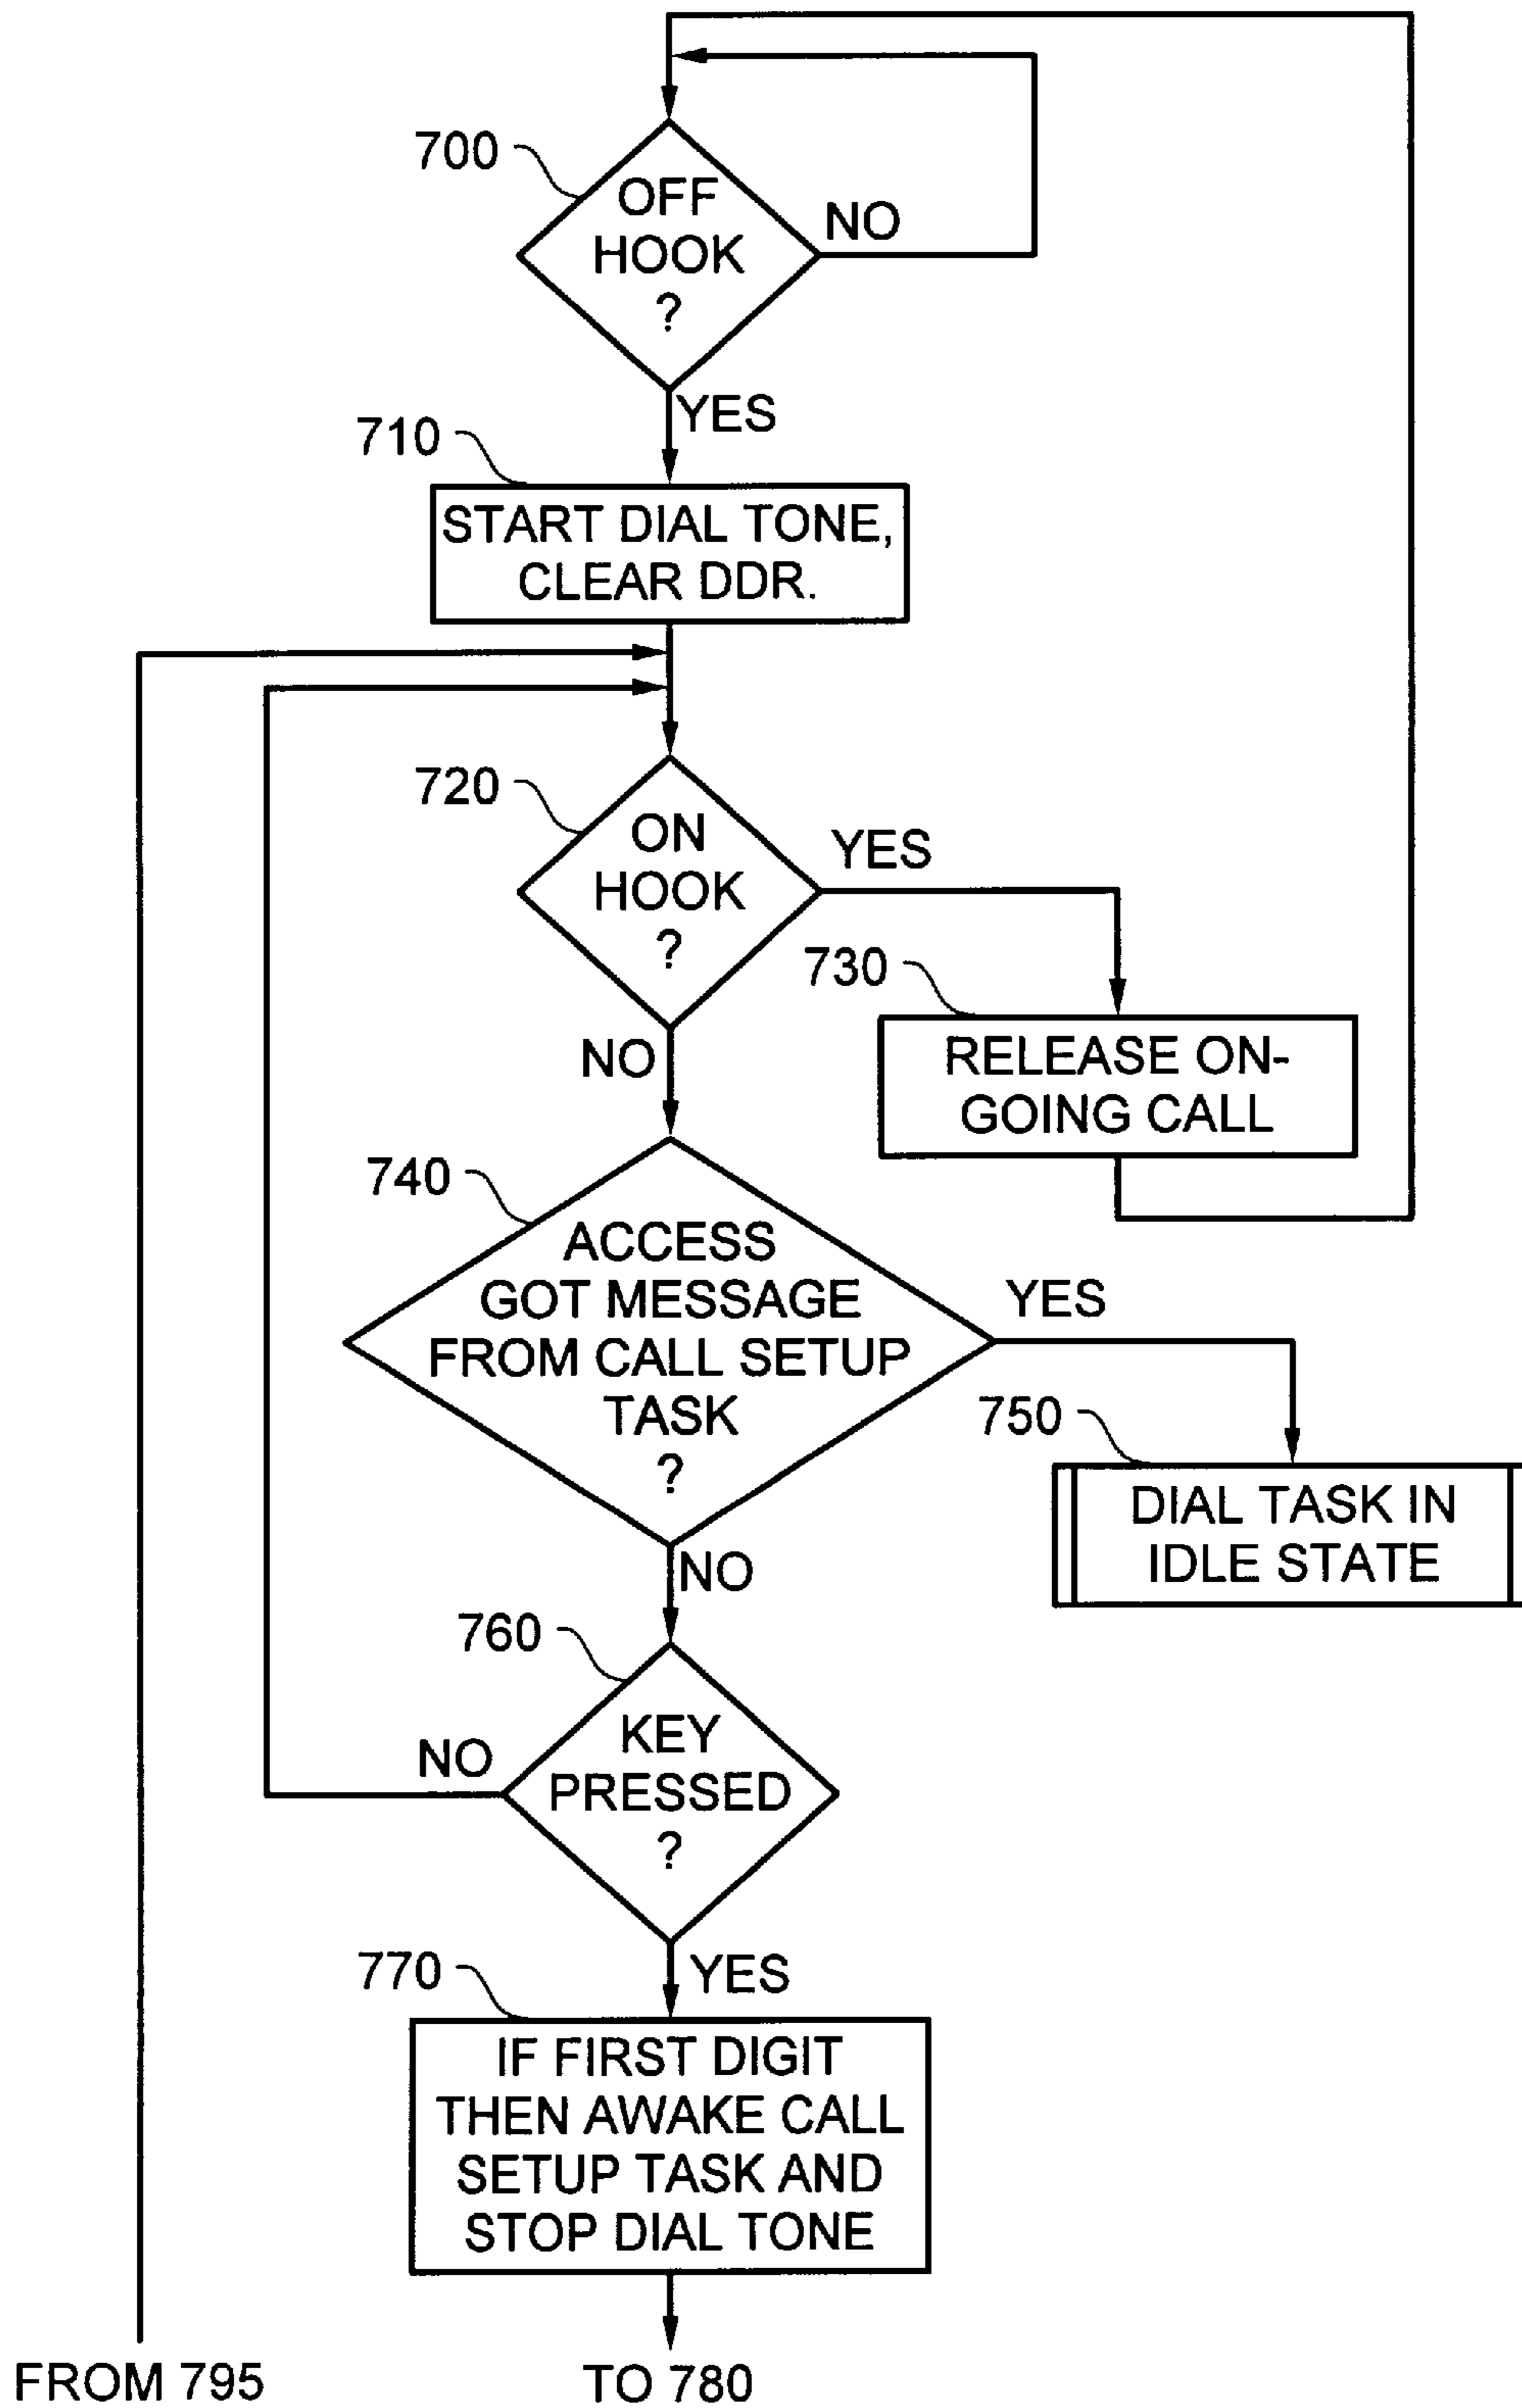 700
OFF
HOOK
?
NO
YES
710
START DIAL TONE,
CLEAR DDR.
720
ON
HOOK
?
YES
NO
730
RELEASE ON-
GOING CALL
740
ACCESS
GOT MESSAGE
FROM CALL SETUP
TASK
?
YES
NO
750
DIAL TASK IN
IDLE STATE
760
KEY
PRESSED
?
NO
YES
770
IF FIRST DIGIT
THEN AWAKE CALL
SETUP TASK AND
STOP DIAL TONE
FROM 795
TO 780